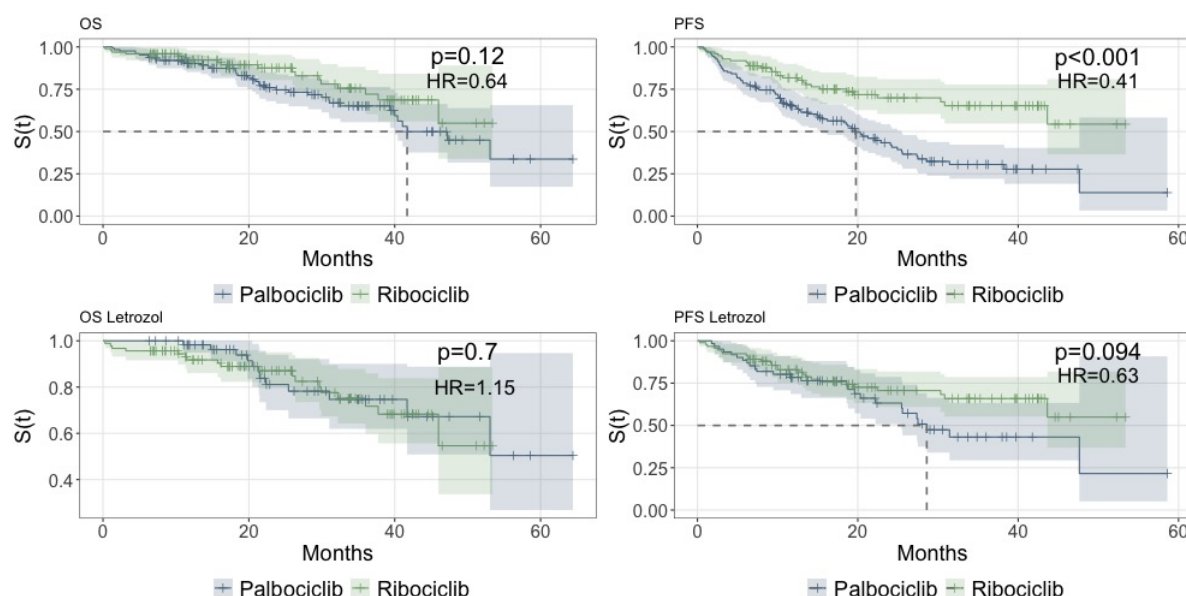 OS
p=0.12
HR=0.64
S(t)
1.00
0.75
0.50
0.25
0.00
0 20 40 60
Months
Palbociclib Ribociclib
PFS
p<0.001
HR=0.41
S(t)
1.00
0.75
0.50
0.25
0.00
0 20 40 60
Months
Palbociclib Ribociclib
OS Letrozol
p=0.7
HR=1.15
S(t)
1.0
0.8
0.6
0.4
0 20 40 60
Months
Palbociclib Ribociclib
PFS Letrozol
p=0.094
HR=0.63
S(t)
1.00
0.75
0.50
0.25
0.00
0 20 40 60
Months
Palbociclib Ribociclib